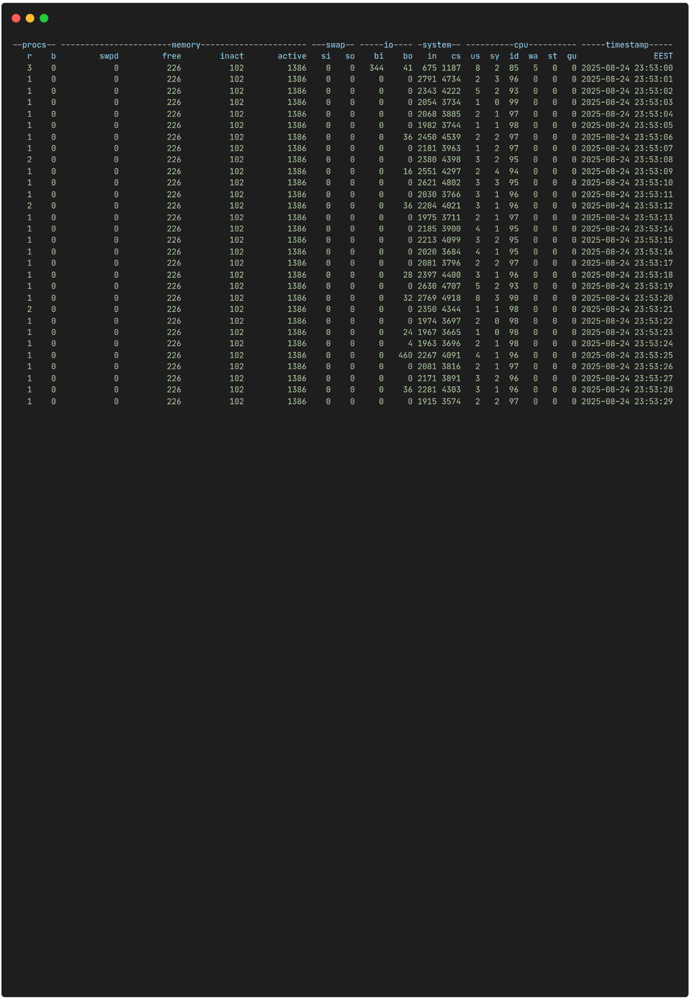 --procs-- -----------------------memory---------------------- ---swap-- -----io---- -system-- ----------cpu---------- -----timestamp-----
   r    b         swpd         free        inact       active   si   so    bi    bo   in   cs  us  sy  id  wa  st  gu                EEST
   3    0            0          226          102         1386    0    0   344    41  675 1187   8   2  85   5   0   0 2025-08-24 23:53:00
   1    0            0          226          102         1386    0    0     0     0 2791 4734   2   3  96   0   0   0 2025-08-24 23:53:01
   1    0            0          226          102         1386    0    0     0     0 2343 4222   5   2  93   0   0   0 2025-08-24 23:53:02
   1    0            0          226          102         1386    0    0     0     0 2054 3734   1   0  99   0   0   0 2025-08-24 23:53:03
   1    0            0          226          102         1386    0    0     0     0 2068 3885   2   1  97   0   0   0 2025-08-24 23:53:04
   1    0            0          226          102         1386    0    0     0     0 1982 3744   1   1  98   0   0   0 2025-08-24 23:53:05
   1    0            0          226          102         1386    0    0     0    36 2450 4539   2   2  97   0   0   0 2025-08-24 23:53:06
   1    0            0          226          102         1386    0    0     0     0 2181 3963   1   2  97   0   0   0 2025-08-24 23:53:07
   2    0            0          226          102         1386    0    0     0     0 2380 4398   3   2  95   0   0   0 2025-08-24 23:53:08
   1    0            0          226          102         1386    0    0     0    16 2551 4297   2   4  94   0   0   0 2025-08-24 23:53:09
   1    0            0          226          102         1386    0    0     0     0 2621 4802   3   3  95   0   0   0 2025-08-24 23:53:10
   1    0            0          226          102         1386    0    0     0     0 2030 3766   3   1  96   0   0   0 2025-08-24 23:53:11
   2    0            0          226          102         1386    0    0     0    36 2204 4021   3   1  96   0   0   0 2025-08-24 23:53:12
   1    0            0          226          102         1386    0    0     0     0 1975 3711   2   1  97   0   0   0 2025-08-24 23:53:13
   1    0            0          226          102         1386    0    0     0     0 2185 3900   4   1  95   0   0   0 2025-08-24 23:53:14
   1    0            0          226          102         1386    0    0     0     0 2213 4099   3   2  95   0   0   0 2025-08-24 23:53:15
   1    0            0          226          102         1386    0    0     0     0 2020 3684   4   1  95   0   0   0 2025-08-24 23:53:16
   1    0            0          226          102         1386    0    0     0     0 2081 3796   2   2  97   0   0   0 2025-08-24 23:53:17
   1    0            0          226          102         1386    0    0     0    28 2397 4400   3   1  96   0   0   0 2025-08-24 23:53:18
   1    0            0          226          102         1386    0    0     0     0 2630 4707   5   2  93   0   0   0 2025-08-24 23:53:19
   1    0            0          226          102         1386    0    0     0    32 2769 4918   8   3  90   0   0   0 2025-08-24 23:53:20
   2    0            0          226          102         1386    0    0     0     0 2350 4344   1   1  98   0   0   0 2025-08-24 23:53:21
   1    0            0          226          102         1386    0    0     0     0 1974 3697   2   0  98   0   0   0 2025-08-24 23:53:22
   1    0            0          226          102         1386    0    0     0    24 1967 3665   1   0  98   0   0   0 2025-08-24 23:53:23
   1    0            0          226          102         1386    0    0     0     4 1963 3696   2   1  98   0   0   0 2025-08-24 23:53:24
   1    0            0          226          102         1386    0    0     0   460 2267 4091   4   1  96   0   0   0 2025-08-24 23:53:25
   1    0            0          226          102         1386    0    0     0     0 2081 3816   2   1  97   0   0   0 2025-08-24 23:53:26
   1    0            0          226          102         1386    0    0     0     0 2171 3891   3   2  96   0   0   0 2025-08-24 23:53:27
   1    0            0          226          102         1386    0    0     0    36 2281 4303   3   1  96   0   0   0 2025-08-24 23:53:28
   1    0            0          226          102         1386    0    0     0     0 1915 3574   2   2  97   0   0   0 2025-08-24 23:53:29